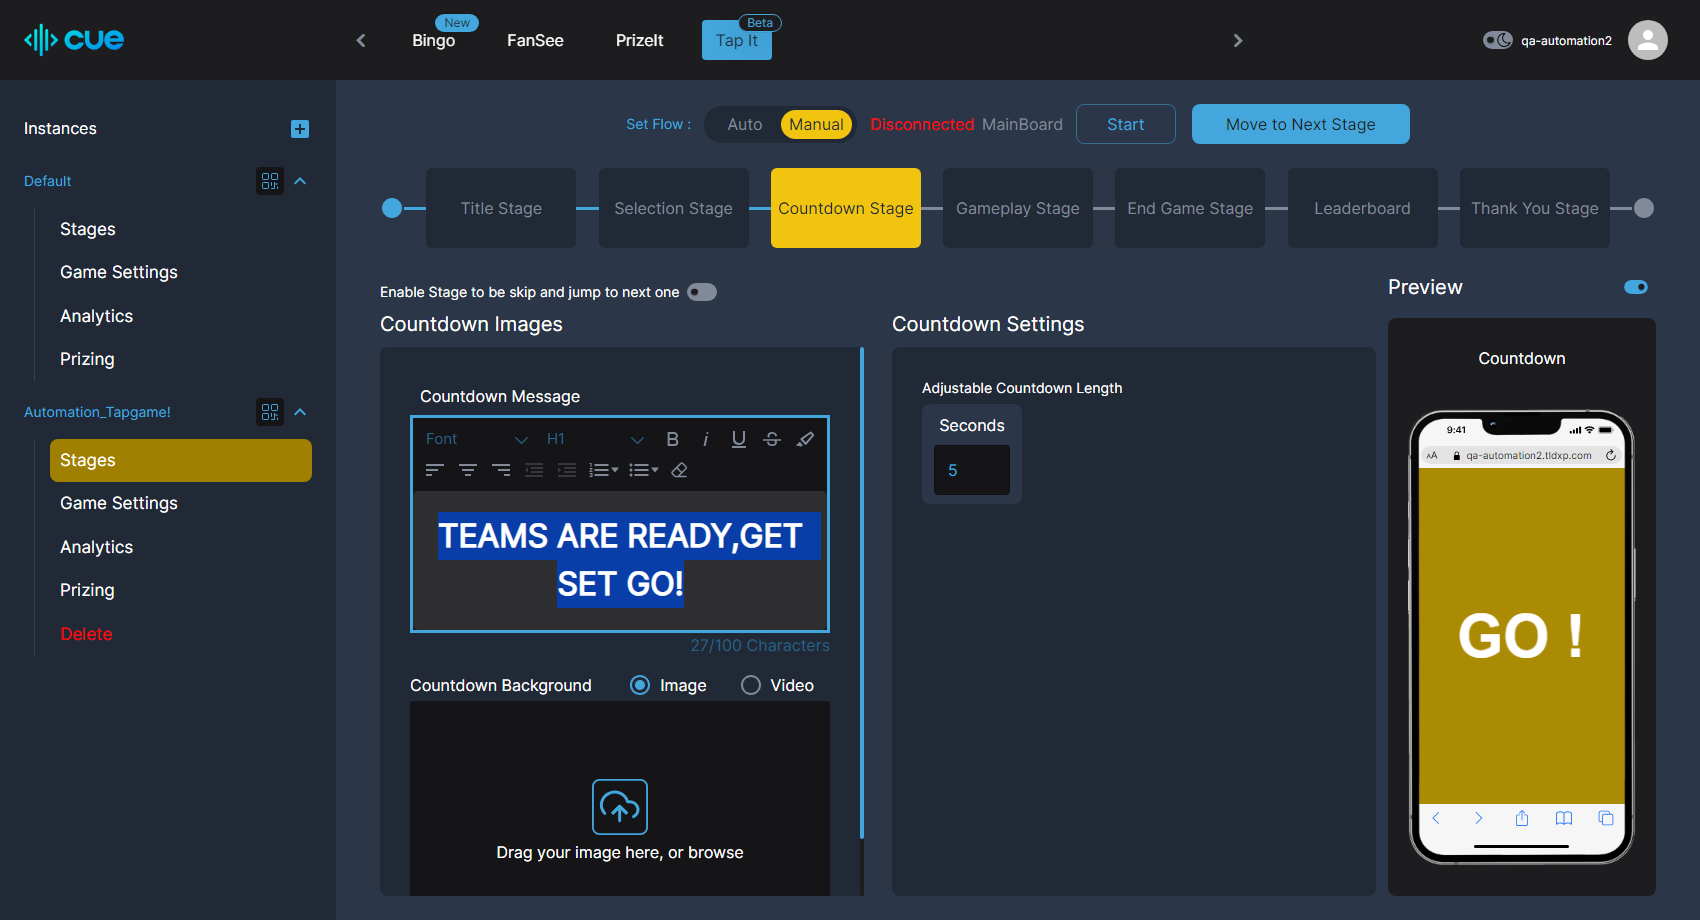 cue
New
Bingo
FanSee
PrizeIt
Beta
Tap It
qa-automation2
Instances
Default
Stages
Game Settings
Analytics
Prizing
Automation_Tapgame!
Stages
Game Settings
Analytics
Prizing
Delete
Set Flow :
Auto
Manual
Disconnected MainBoard
Start
Move to Next Stage
Title Stage
Selection Stage
Countdown Stage
Gameplay Stage
End Game Stage
Leaderboard
Thank You Stage
Enable Stage to be skip and jump to next one
Countdown Images
Countdown Message
Font
H1
B i U S
TEAMS ARE READY,GET
SET GO!
27/100 Characters
Countdown Background
Image
Video
Drag your image here, or browse
Countdown Settings
Adjustable Countdown Length
Seconds
5
Preview
Countdown
9:41
AA
qa-automation2.tldxp.com
GO !